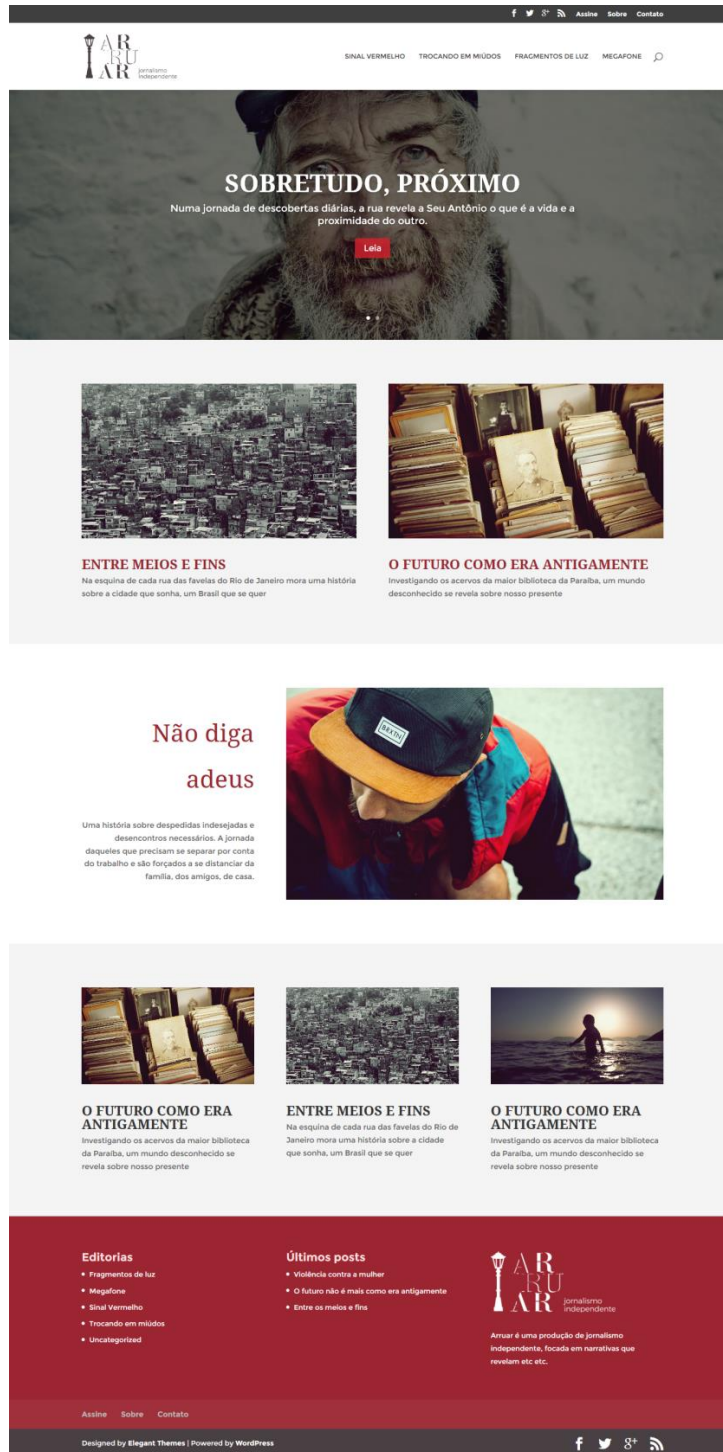 Assine Sobre Contato
AR
RU
AR
jornalismo
independente
SINAL VERMELHO TROCANDO EM MIÚDOS FRAGMENTOS DE LUZ MEGAFONE
SOBRETUDO, PRÓXIMO
Numa jornada de descobertas diárias, a rua revela a Seu Antônio o que é a vida e a
proximidade do outro.
Leia
ENTRE MEIOS E FINS
Na esquina de cada rua das favelas do Rio de Janeiro mora uma história
sobre a cidade que sonha, um Brasil que se quer
O FUTURO COMO ERA ANTIGAMENTE
Investigando os acervos da maior biblioteca da Paraíba, um mundo
desconhecido se revela sobre nosso presente
Não diga
adeus
Uma história sobre despedidas indesejadas e
desencontros necessários. A jornada
daqueles que precisam se separar por conta
do trabalho e são forçados a se distanciar da
família, dos amigos, de casa.
BRXTN
O FUTURO COMO ERA
ANTIGAMENTE
Investigando os acervos da maior biblioteca
da Paraíba, um mundo desconhecido se
revela sobre nosso presente
ENTRE MEIOS E FINS
Na esquina de cada rua das favelas do Rio de
Janeiro mora uma história sobre a cidade
que sonha, um Brasil que se quer
O FUTURO COMO ERA
ANTIGAMENTE
Investigando os acervos da maior biblioteca
da Paraíba, um mundo desconhecido se
revela sobre nosso presente
Editorias
Fragmentos de luz
Megafone
Sinal Vermelho
Trocando em miúdos
Uncategorized
Últimos posts
Violência contra a mulher
O futuro não é mais como era antigamente
Entre os meios e fins
AR
RU
AR
jornalismo
independente
Arruar é uma produção de jornalismo
independente, focada em narrativas que
revelam etc etc.
Assine Sobre Contato
Designed by Elegant Themes | Powered by WordPress